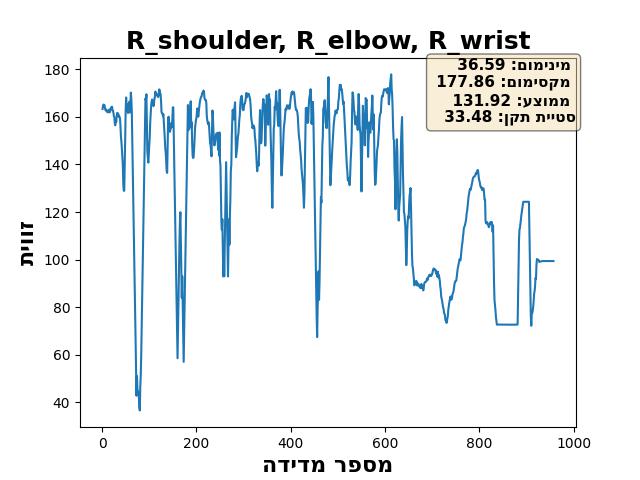 R_shoulder, R_elbow, R_wrist
מינימום: 36.59
מקסימום: 177.86
ממוצע: 131.92
סטיית תקן: 33.48
180
160
140
120
100
80
60
40
זווית
0 200 400 600 800 1000
מספר מדידה